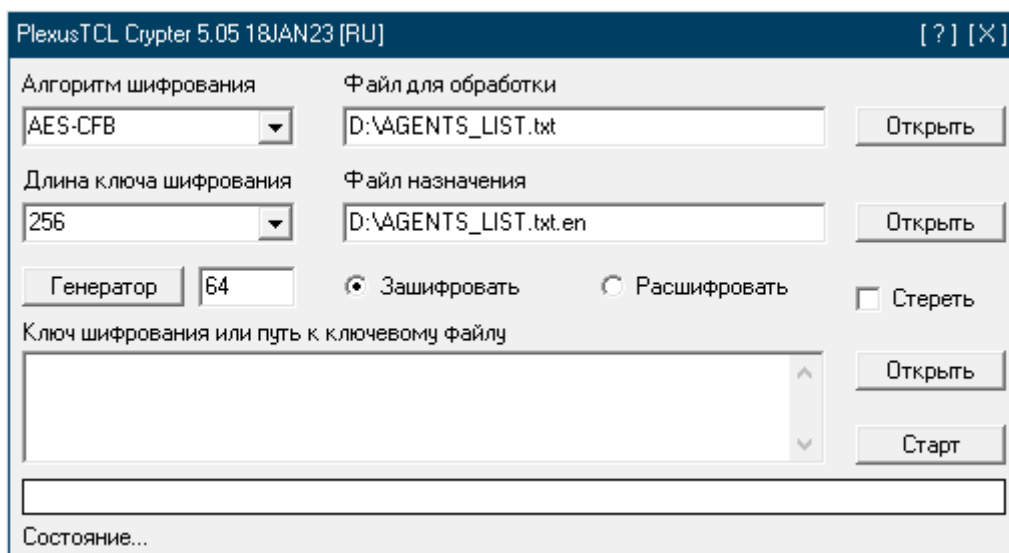 PlexusTCL Crypter 5.05 18JAN23 [RU] [ ? ] [X]
Алгоритм шифрования Файл для обработки
AES-CFB D:\AGENTS_LIST.txt Открыть
Длина ключа шифрования Файл назначения
256 D:\AGENTS_LIST.txt.en Открыть
Генератор 64 Зашифровать Расшифровать Стереть
Ключ шифрования или путь к ключевому файлу
Открыть
Старт
Состояние...